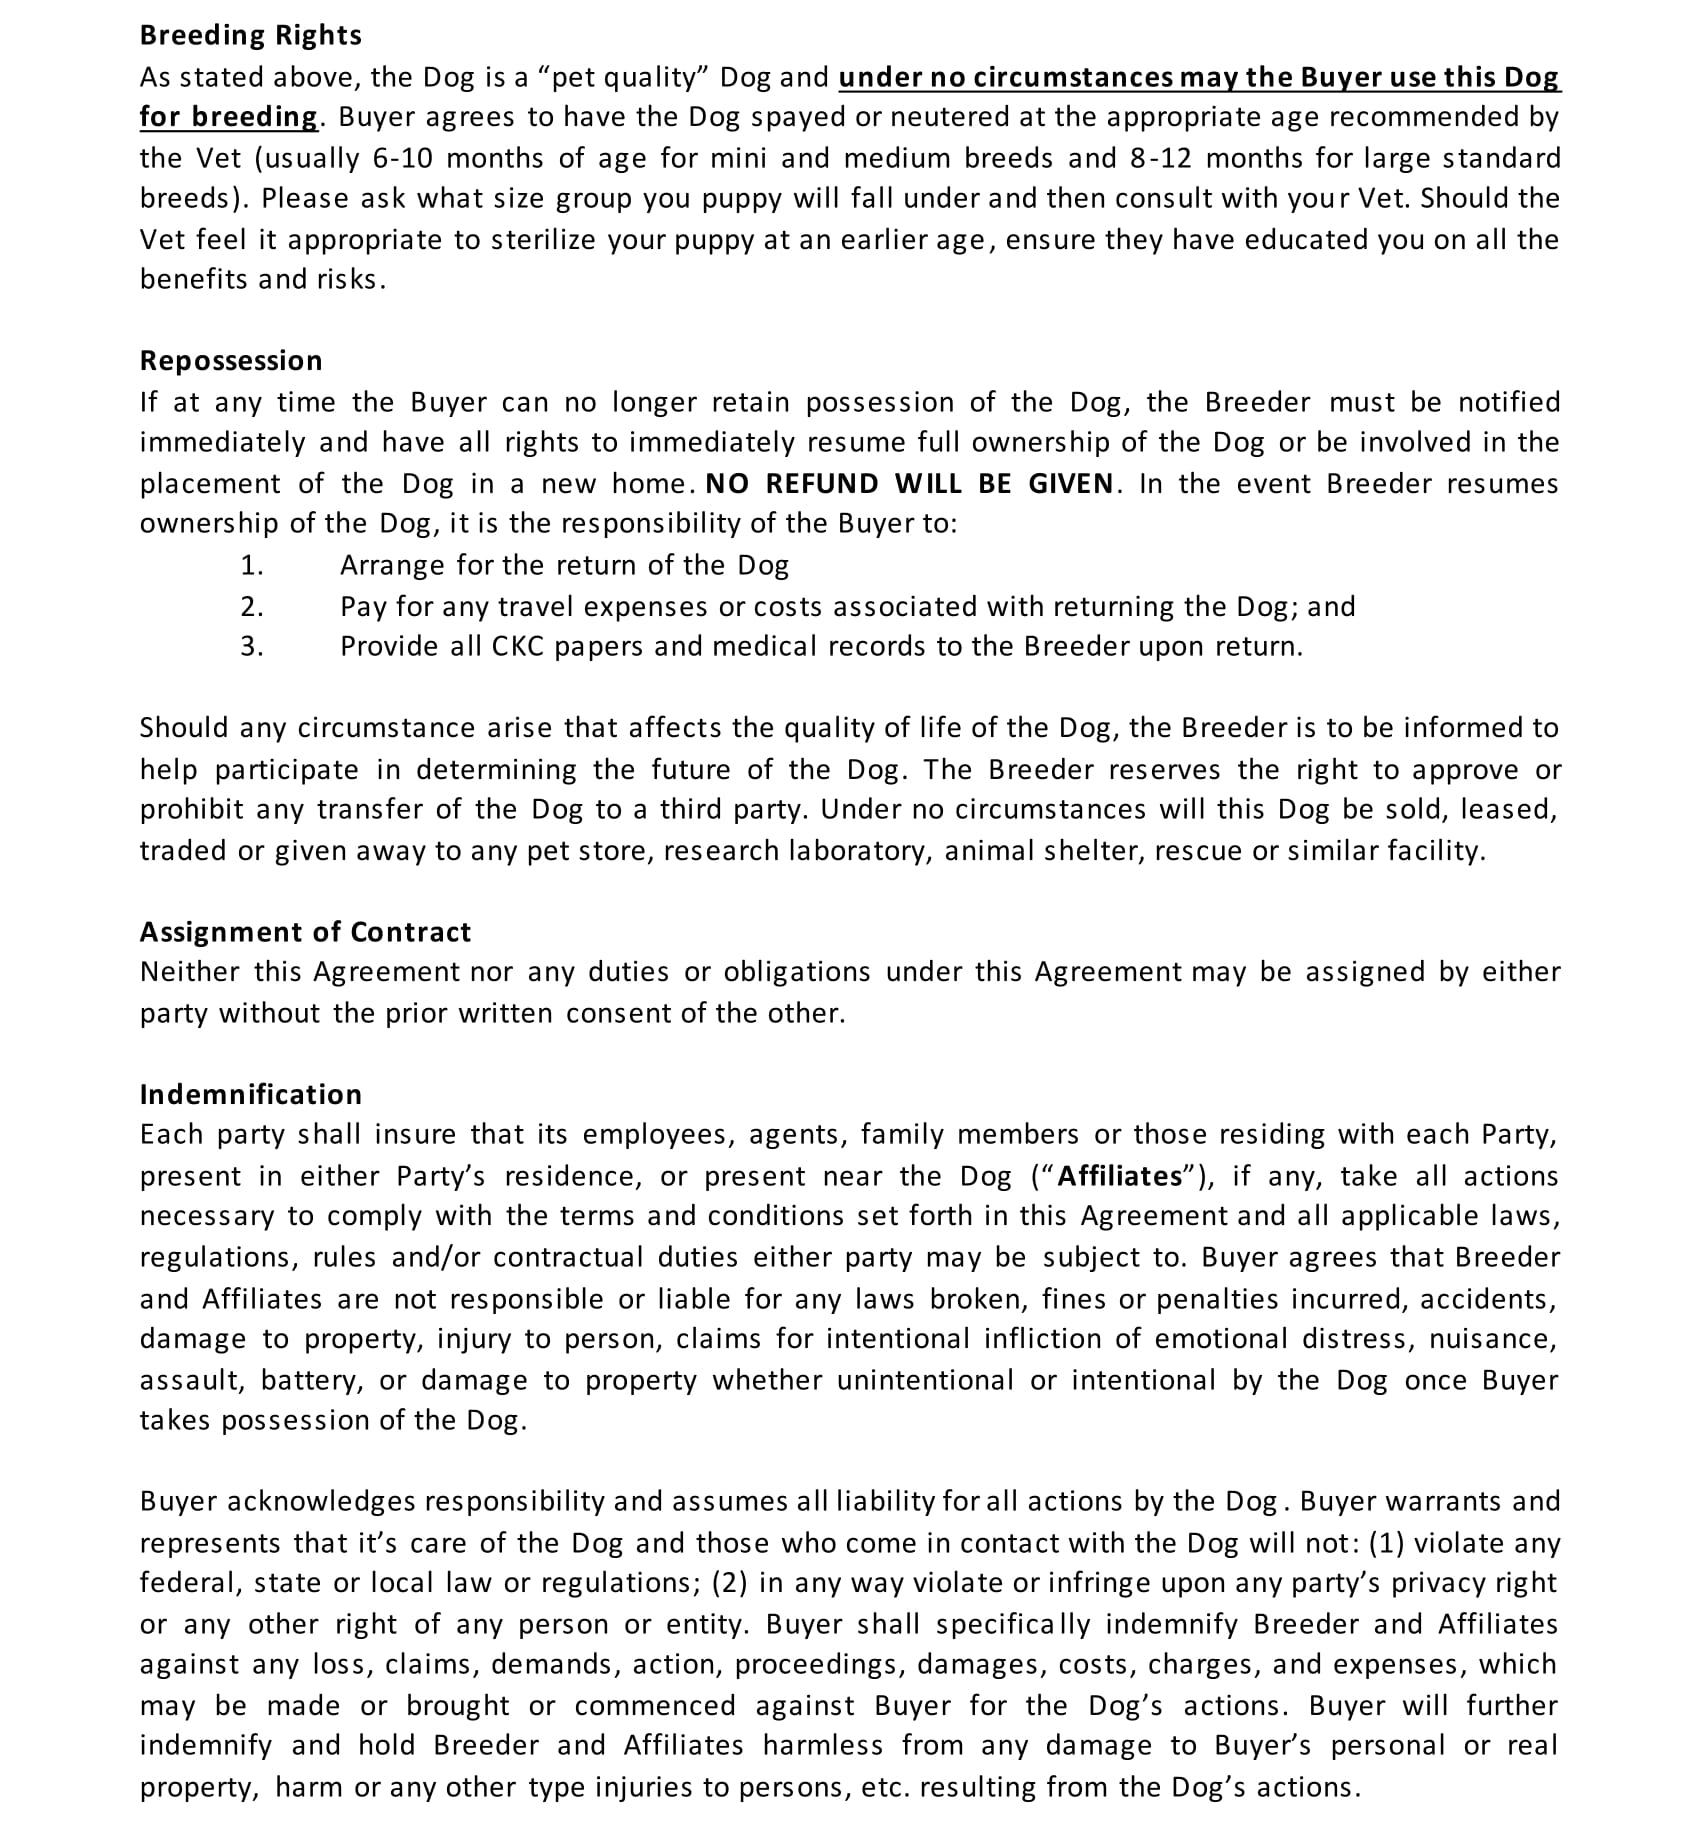 Breeding Rights
As stated above, the Dog is a “pet quality” Dog and under no circumstances may the Buyer use this Dog
for breeding. Buyer agrees to have the Dog spayed or neutered at the appropriate age recommended by
the Vet (usually 6-10 months of age for mini and medium breeds and 8-12 months for large standard
breeds). Please ask what size group you puppy will fall under and then consult with your Vet. Should the
Vet feel it appropriate to sterilize your puppy at an earlier age, ensure they have educated you on all the
benefits and risks.
Repossession
If at any time the Buyer can no longer retain possession of the Dog, the Breeder must be notified
immediately and have all rights to immediately resume full ownership of the Dog or be involved in the
placement of the Dog in a new home. NO REFUND WILL BE GIVEN. In the event Breeder resumes
ownership of the Dog, it is the responsibility of the Buyer to:
1. Arrange for the return of the Dog
2. Pay for any travel expenses or costs associated with returning the Dog; and
3. Provide all CKC papers and medical records to the Breeder upon return.
Should any circumstance arise that affects the quality of life of the Dog, the Breeder is to be informed to
help participate in determining the future of the Dog. The Breeder reserves the right to approve or
prohibit any transfer of the Dog to a third party. Under no circumstances will this Dog be sold, leased,
traded or given away to any pet store, research laboratory, animal shelter, rescue or similar facility.
Assignment of Contract
Neither this Agreement nor any duties or obligations under this Agreement may be assigned by either
party without the prior written consent of the other.
Indemnification
Each party shall insure that its employees, agents, family members or those residing with each Party,
present in either Party’s residence, or present near the Dog (“Affiliates”), if any, take all actions
necessary to comply with the terms and conditions set forth in this Agreement and all applicable laws,
regulations, rules and/or contractual duties either party may be subject to. Buyer agrees that Breeder
and Affiliates are not responsible or liable for any laws broken, fines or penalties incurred, accidents,
damage to property, injury to person, claims for intentional infliction of emotional distress, nuisance,
assault, battery, or damage to property whether unintentional or intentional by the Dog once Buyer
takes possession of the Dog.
Buyer acknowledges responsibility and assumes all liability for all actions by the Dog. Buyer warrants and
represents that it’s care of the Dog and those who come in contact with the Dog will not: (1) violate any
federal, state or local law or regulations; (2) in any way violate or infringe upon any party’s privacy right
or any other right of any person or entity. Buyer shall specifically indemnify Breeder and Affiliates
against any loss, claims, demands, action, proceedings, damages, costs, charges, and expenses, which
may be made or brought or commenced against Buyer for the Dog’s actions. Buyer will further
indemnify and hold Breeder and Affiliates harmless from any damage to Buyer’s personal or real
property, harm or any other type injuries to persons, etc. resulting from the Dog’s actions.